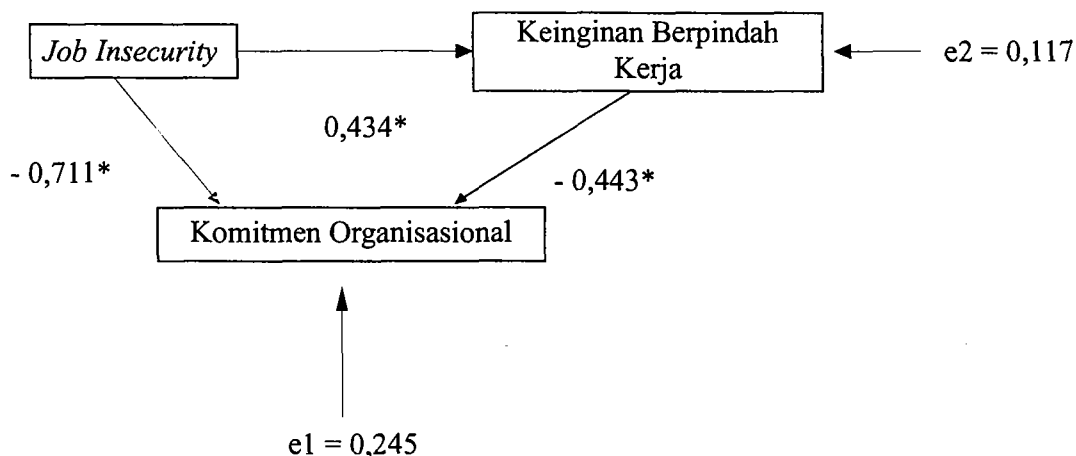 Job Insecurity
Keinginan Berpindah
Kerja
e2 = 0,117
0,434*
- 0,711*
- 0,443*
Komitmen Organisasional
e1 = 0,245